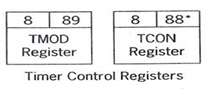 8 89 8 88*
TMOD TCON
Register Register
Timer Control Registers